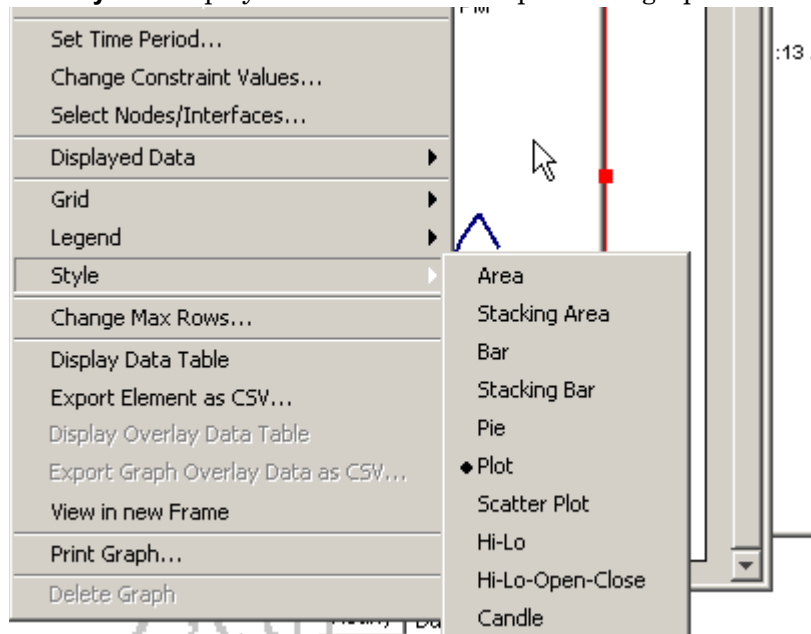 PM
Set Time Period...
:13
Change Constraint Values...
Select Nodes/Interfaces...
Displayed Data
Grid
Legend
Style
Change Max Rows...
Display Data Table
Export Element as CSV...
Display Overlay Data Table
Export Graph Overlay Data as CSV...
View in new Frame
Print Graph...
Delete Graph
Area
Stacking Area
Bar
Stacking Bar
Pie
Plot
Scatter Plot
Hi-Lo
Hi-Lo-Open-Close
Candle